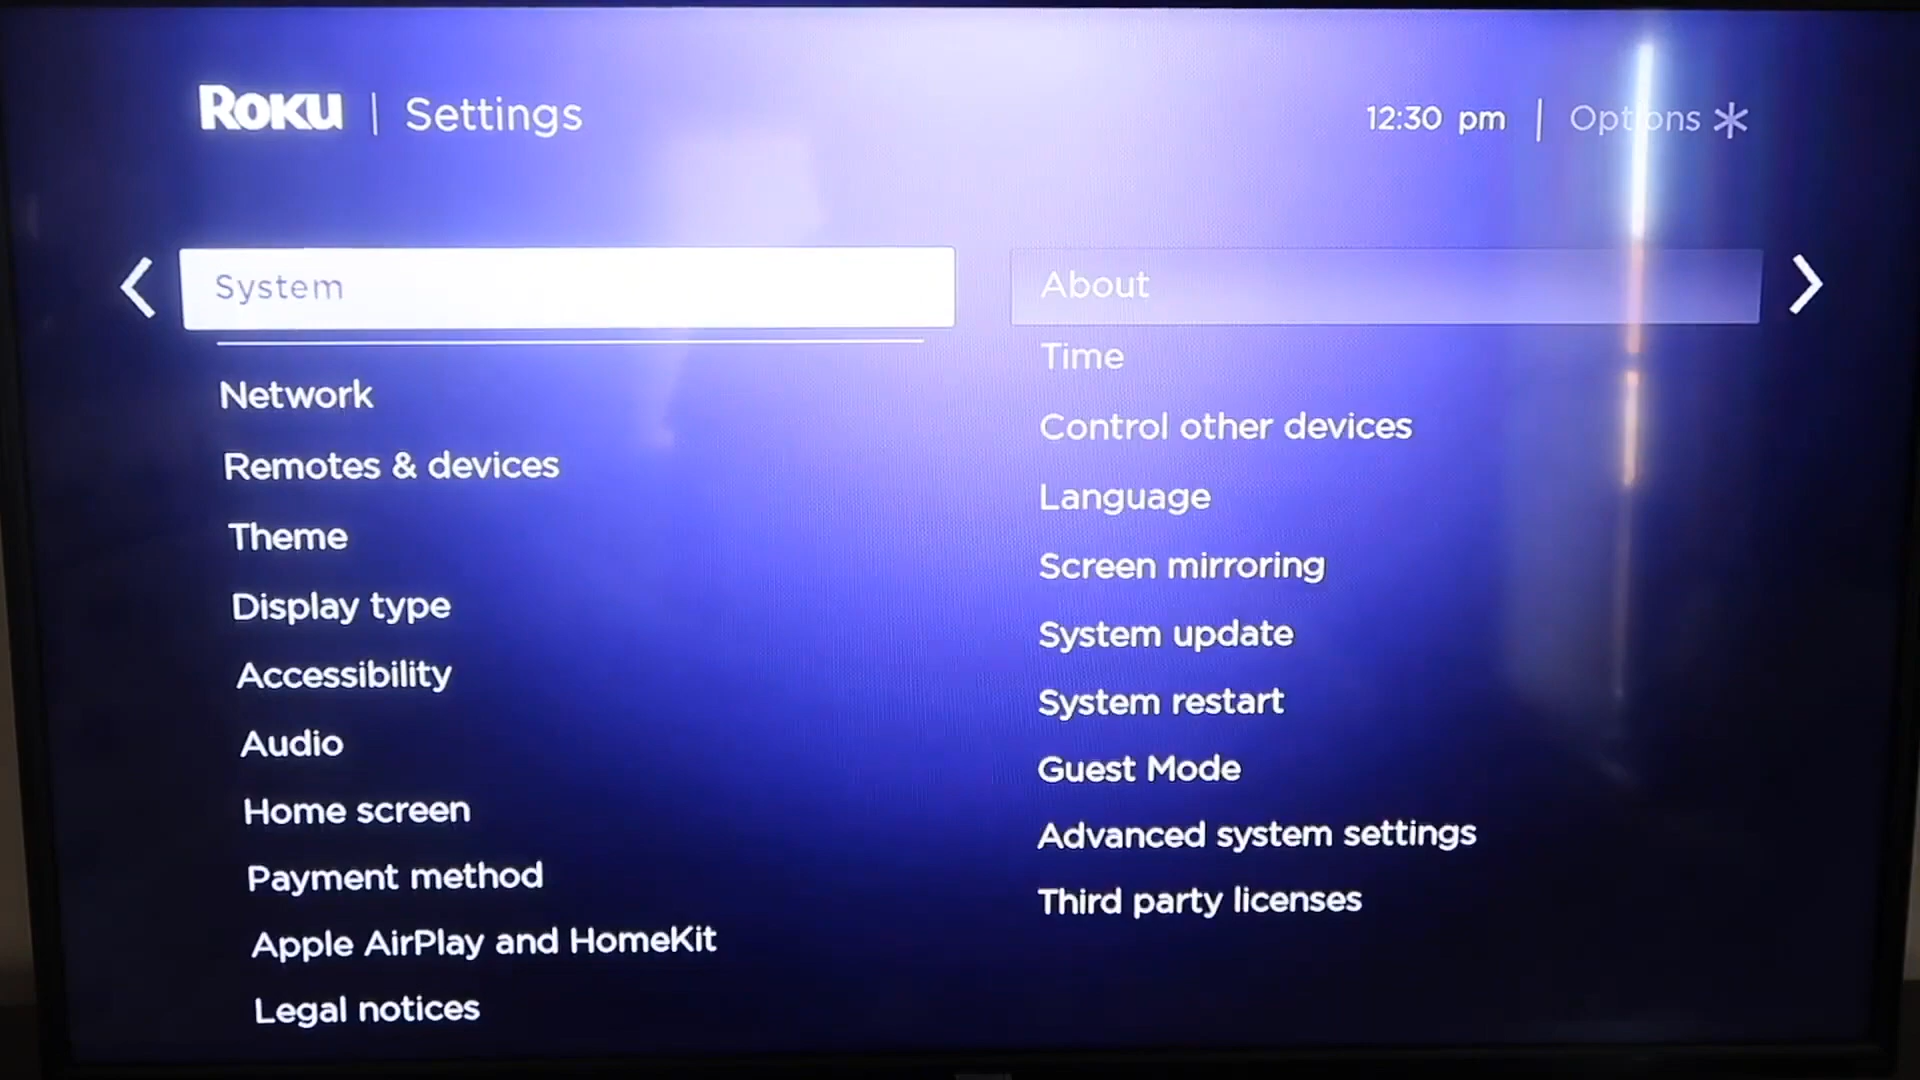 Roku | Settings
12:30 pm | Options *
System
Network
Remotes & devices
Theme
Display type
Accessibility
Audio
Home screen
Payment method
Apple AirPlay and HomeKit
Legal notices
About
Time
Control other devices
Language
Screen mirroring
System update
System restart
Guest Mode
Advanced system settings
Third party licenses